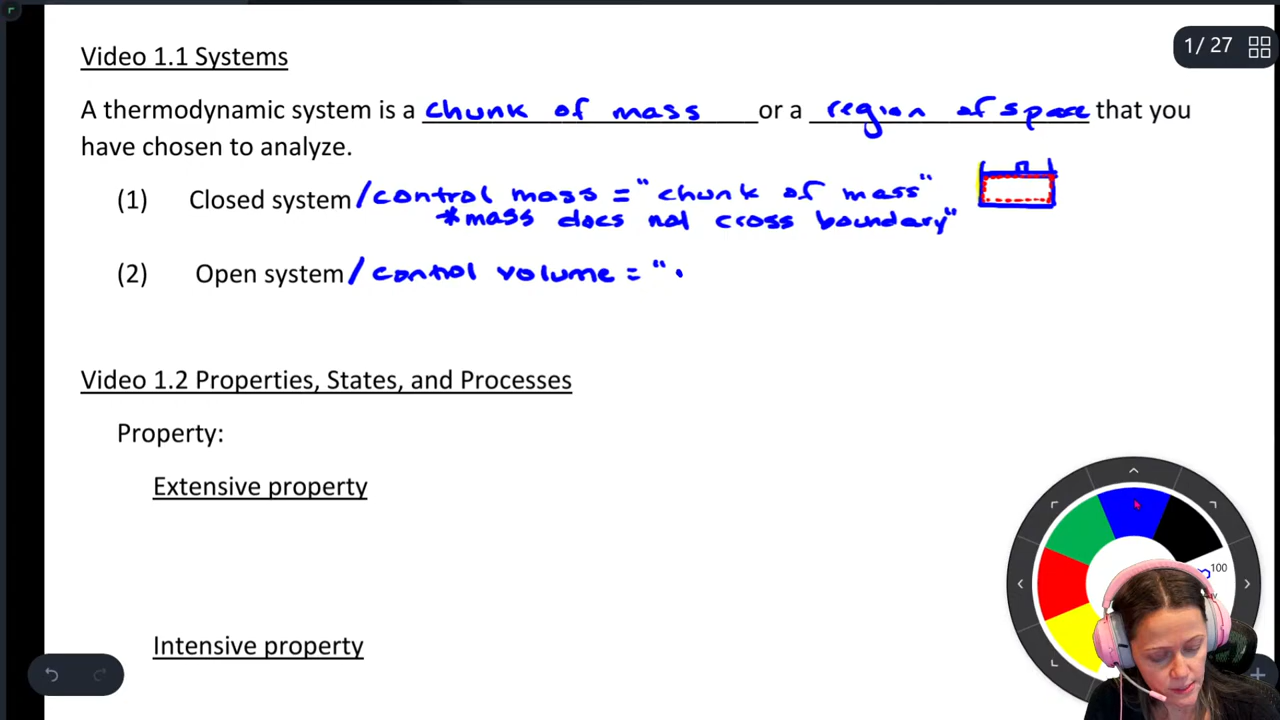 1/ 27
Video 1.1 Systems
A thermodynamic system is a chunk of mass or a region of space that you
have chosen to analyze.
(1) Closed system/control mass = "chunk of mass"
*mass does not cross boundary"
(2) Open system/control volume = "
Video 1.2 Properties, States, and Processes
Property:
Extensive property
100
Intensive property